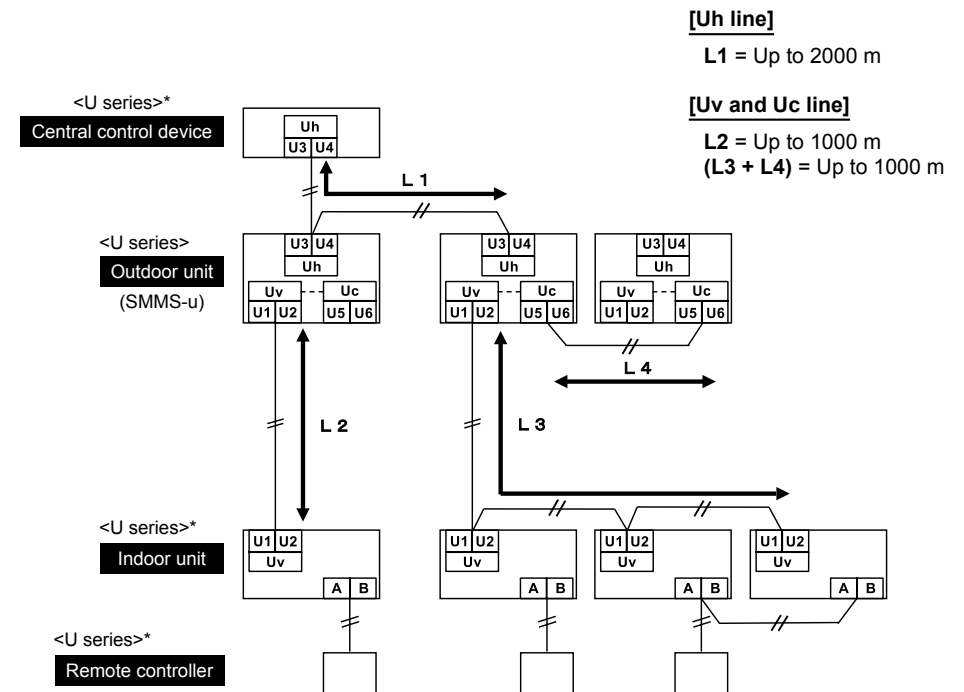 [Uh line]
L1 = Up to 2000 m
<U series>*
Central control device
Uh
U3 U4
[Uv and Uc line]
L2 = Up to 1000 m
(L3 + L4) = Up to 1000 m
L 1
<U series>
Outdoor unit
(SMMS-u)
U3 U4
Uh
Uv Uc
U1 U2 U5 U6
U3 U4
Uh
Uv Uc
U1 U2 U5 U6
U3 U4
Uh
Uv Uc
U1 U2 U5 U6
L 4
L 2
L 3
<U series>*
Indoor unit
U1 U2
Uv
A B
U1 U2
Uv
A B
U1 U2
Uv
A B
U1 U2
Uv
A B
<U series>*
Remote controller